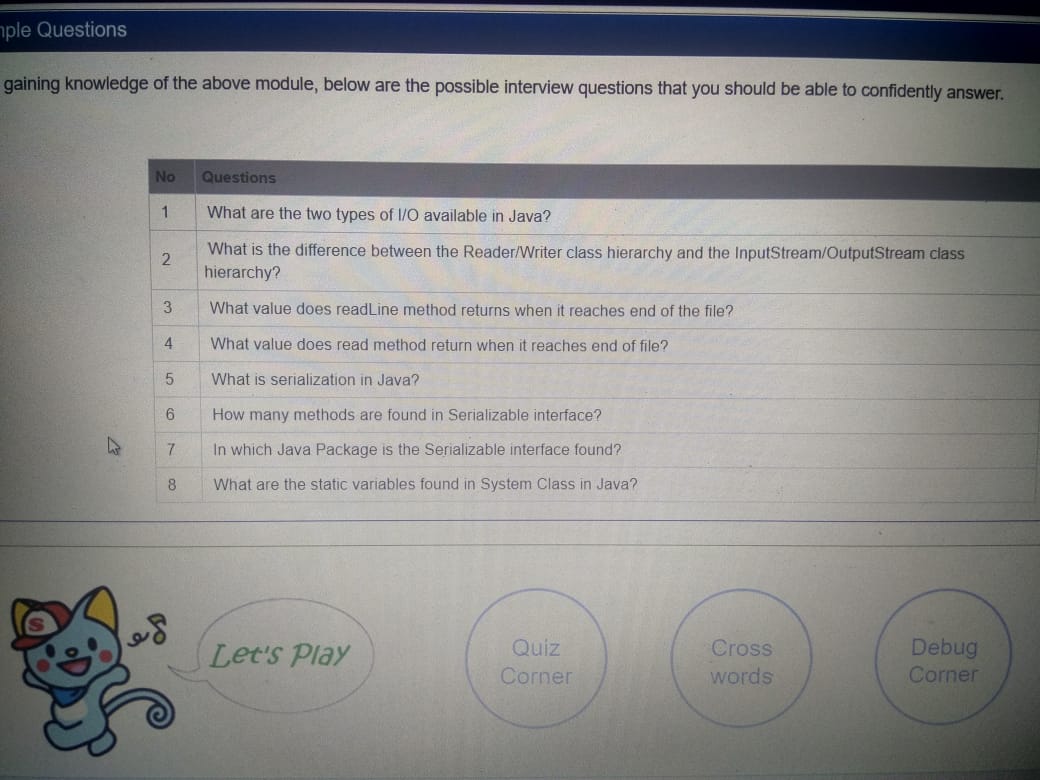 Questions
gaining knowledge of the above module, below are the possible interview questions that you should be able to confidently answer.
No Questions
1 What are the two types of I/O available in Java?
2 What is the difference between the Reader/Writer class hierarchy and the InputStream/OutputStream class
hierarchy?
3 What value does readLine method returns when it reaches end of the file?
4 What value does read method return when it reaches end of file?
5 What is serialization in Java?
6 How many methods are found in Serializable interface?
7 In which Java Package is the Serializable interface found?
8 What are the static variables found in System Class in Java?
S
Let's Play
Quiz
Corner
Cross
words
Debug
Corner